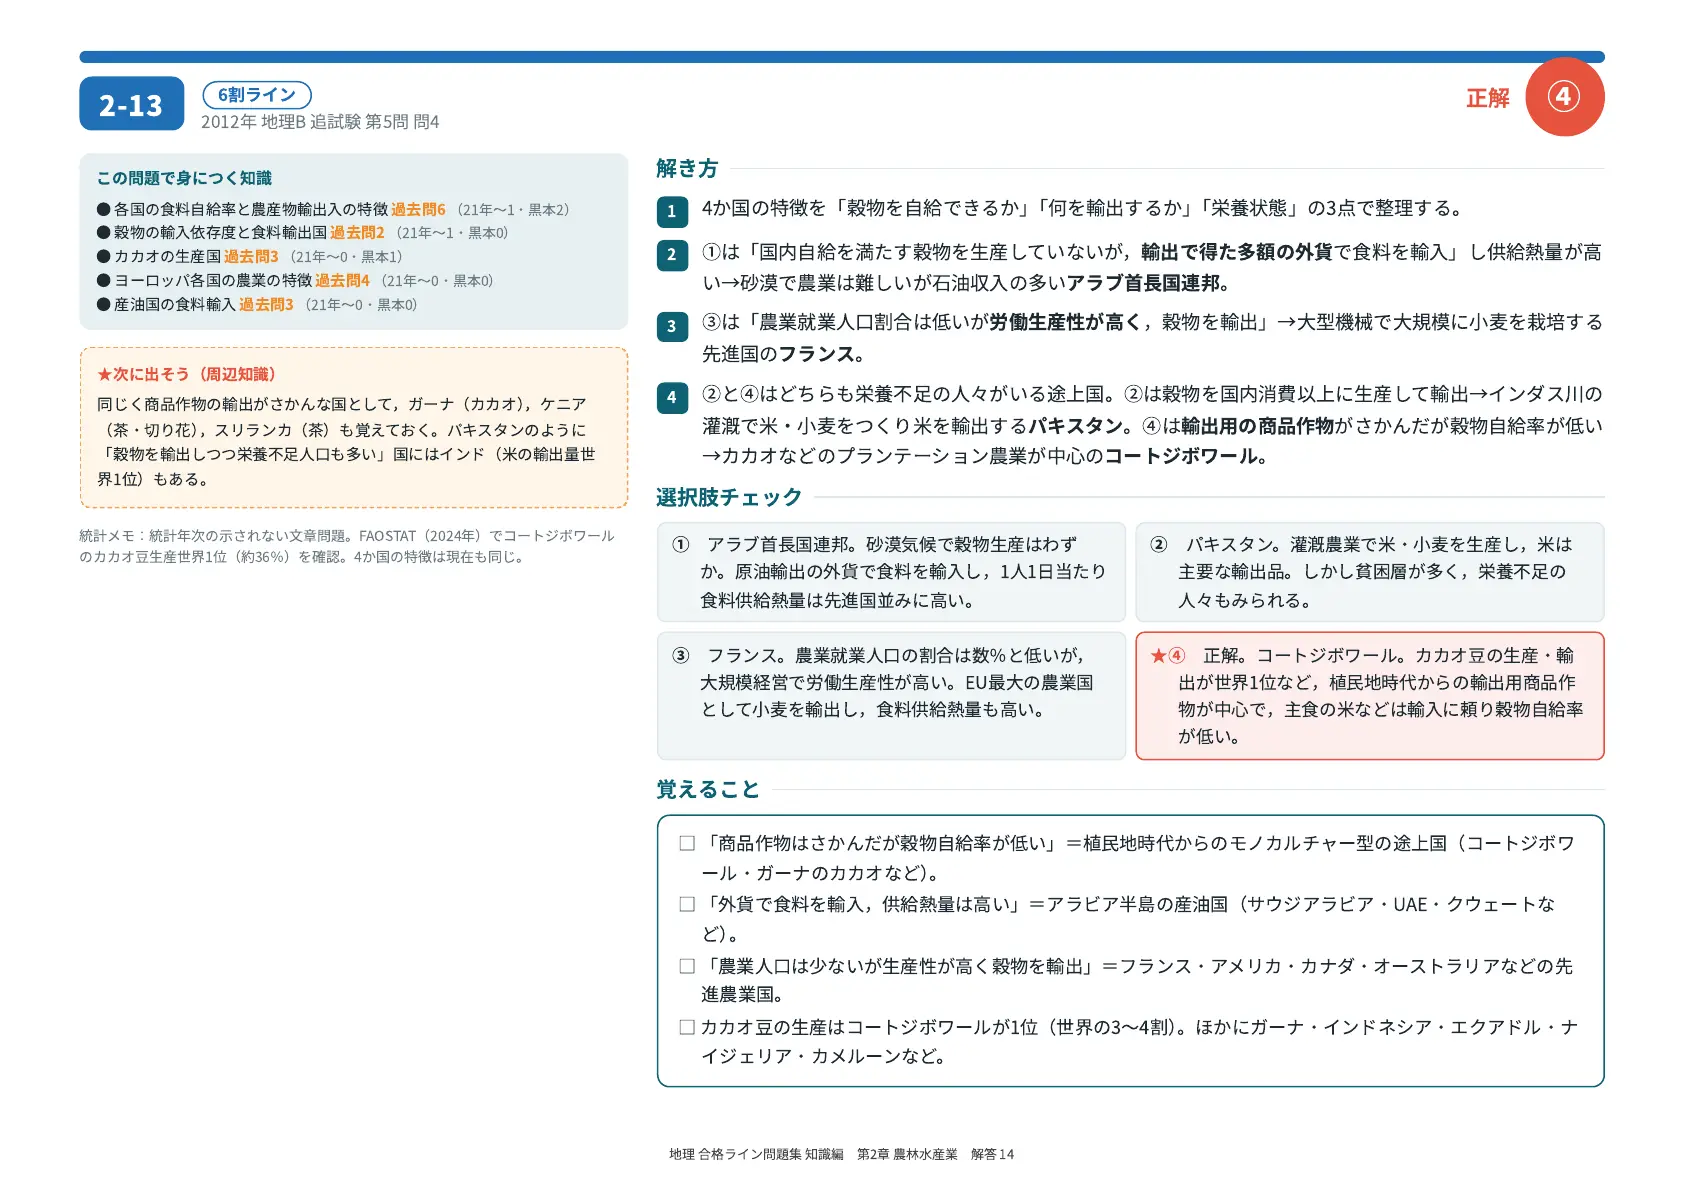 2-13
6割ライン
2012年 地理B 追試験 第5問 問4
正解 ④
この問題で身につく知識
● 各国の食料自給率と農産物輸出入の特徴 過去問6 （21年〜1・黒本2）
● 穀物の輸入依存度と食料輸出国 過去問2 （21年〜1・黒本0）
● カカオの生産国 過去問3 （21年〜0・黒本1）
● ヨーロッパ各国の農業の特徴 過去問4 （21年〜0・黒本0）
● 産油国の食料輸入 過去問3 （21年〜0・黒本0）
★次に出そう（周辺知識）
同じく商品作物の輸出がさかんな国として，ガーナ（カカオ），ケニア
（茶・切り花），スリランカ（茶）も覚えておく。パキスタンのように
「穀物を輸出しつつ栄養不足人口も多い」国にはインド（米の輸出量世
界1位）もある。
統計メモ：統計年次の示されない文章問題。FAOSTAT（2024年）でコートジボワール
のカカオ豆生産世界1位（約36％）を確認。4か国の特徴は現在も同じ。
解き方
1 4か国の特徴を「穀物を自給できるか」「何を輸出するか」「栄養状態」の3点で整理する。
2 ①は「国内自給を満たす穀物を生産していないが，輸出で得た多額の外貨で食料を輸入」し供給熱量が高
い→砂漠で農業は難しいが石油収入の多いアラブ首長国連邦。
3 ③は「農業就業人口割合は低いが労働生産性が高く，穀物を輸出」→大型機械で大規模に小麦を栽培する
先進国のフランス。
4 ②と④はどちらも栄養不足の人々がいる途上国。②は穀物を国内消費以上に生産して輸出→インダス川の
灌漑で米・小麦をつくり米を輸出するパキスタン。④は輸出用の商品作物がさかんだが穀物自給率が低い
→カカオなどのプランテーション農業が中心のコートジボワール。
選択肢チェック
① アラブ首長国連邦。砂漠気候で穀物生産はわず
か。原油輸出の外貨で食料を輸入し，1人1日当たり
食料供給熱量は先進国並みに高い。
② パキスタン。灌漑農業で米・小麦を生産し，米は
主要な輸出品。しかし貧困層が多く，栄養不足の
人々もみられる。
③ フランス。農業就業人口の割合は数％と低いが，
大規模経営で労働生産性が高い。EU最大の農業国
として小麦を輸出し，食料供給熱量も高い。
★④ 正解。コートジボワール。カカオ豆の生産・輸
出が世界1位など，植民地時代からの輸出用商品作
物が中心で，主食の米などは輸入に頼り穀物自給率
が低い。
覚えること
□ 「商品作物はさかんだが穀物自給率が低い」＝植民地時代からのモノカルチャー型の途上国（コートジボワ
ール・ガーナのカカオなど）。
□ 「外貨で食料を輸入，供給熱量は高い」＝アラビア半島の産油国（サウジアラビア・UAE・クウェートな
ど）。
□ 「農業人口は少ないが生産性が高く穀物を輸出」＝フランス・アメリカ・カナダ・オーストラリアなどの先
進農業国。
□ カカオ豆の生産はコートジボワールが1位（世界の3〜4割）。ほかにガーナ・インドネシア・エクアドル・ナ
イジェリア・カメルーンなど。
地理 合格ライン問題集 知識編 第2章 農林水産業 解答14